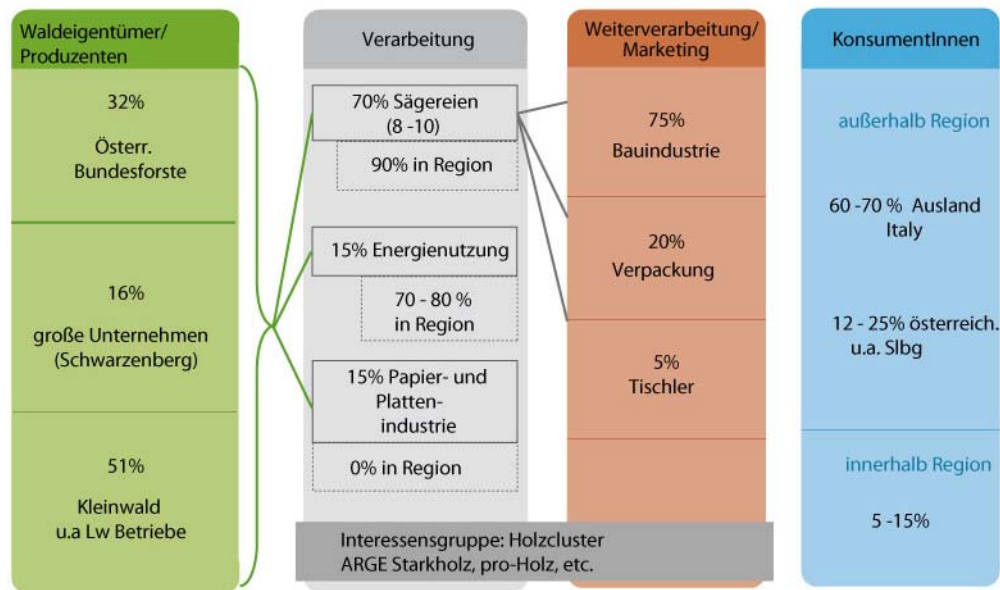 Waldeigentümer/
Produzenten
32%
Österr.
Bundesforste
16%
große Unternehmen
(Schwarzenberg)
51%
Kleinwald
u.a Lw Betriebe
Verarbeitung
70% Sägereien
(8 -10)
90% in Region
15% Energienutzung
70 - 80 %
in Region
15% Papier- und
Platten-
industrie
0% in Region
Interessensgruppe: Holzcluster
ARGE Starkholz, pro-Holz, etc.
Weiterverarbeitung/
Marketing
75%
Bauindustrie
20%
Verpackung
5%
Tischler
KonsumentInnen
außerhalb Region
60 -70 % Ausland
Italy
12 - 25% österreich.
u.a. Slbg
innerhalb Region
5 -15%